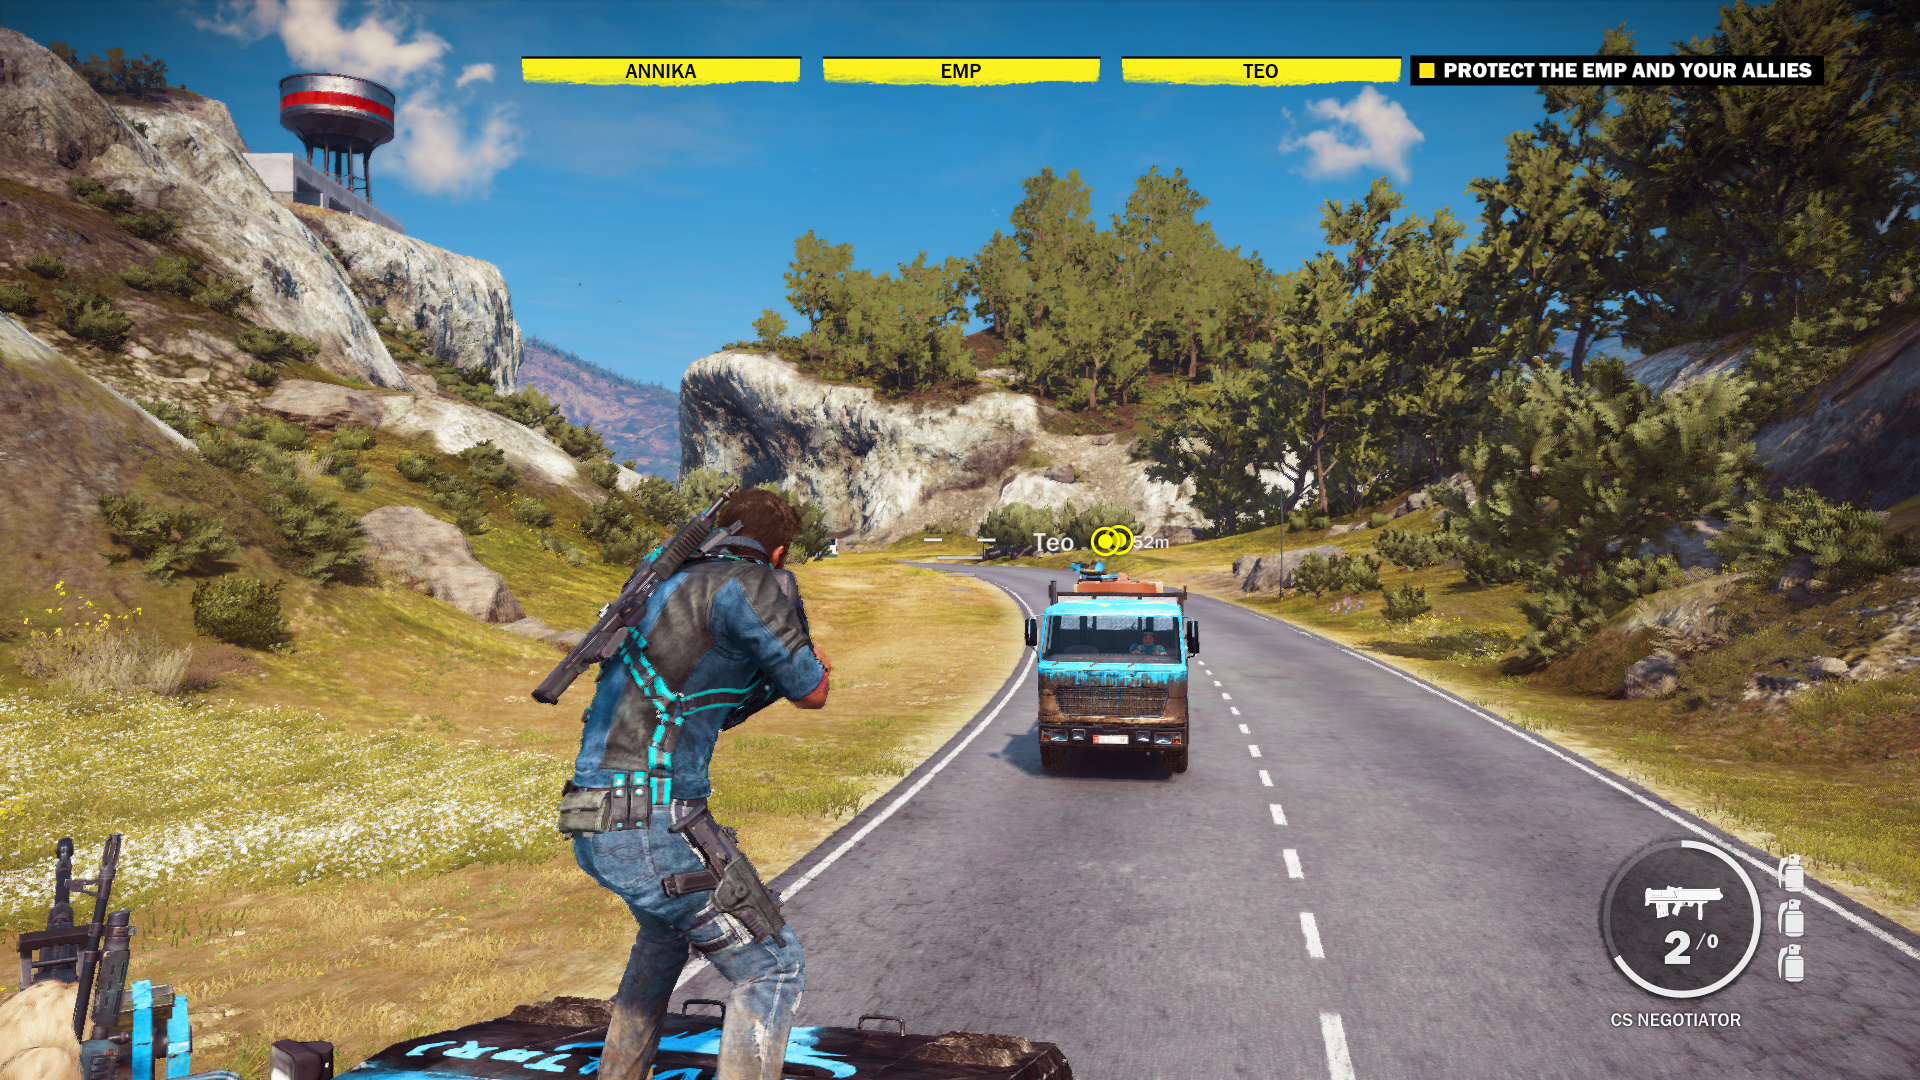 ANNIKA
EMP
TEO
PROTECT THE EMP AND YOUR ALLIES
Teo
52m
2/0
CS NEGOTIATOR